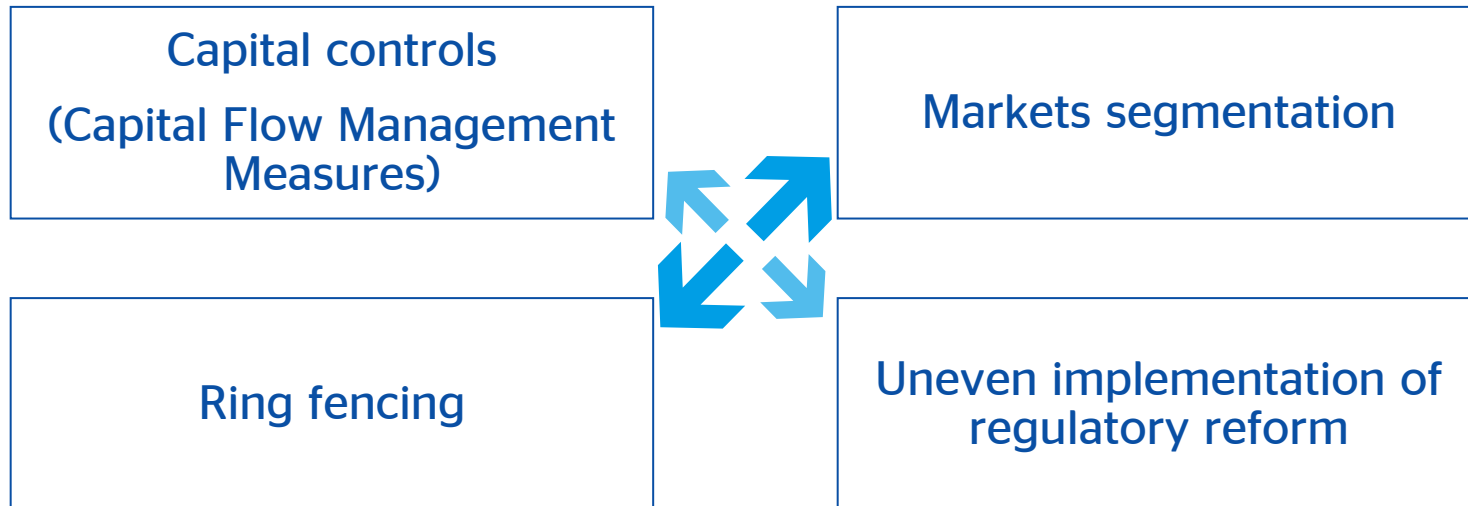 Capital controls
(Capital Flow Management
Measures)
Markets segmentation
Ring fencing
Uneven implementation of
regulatory reform